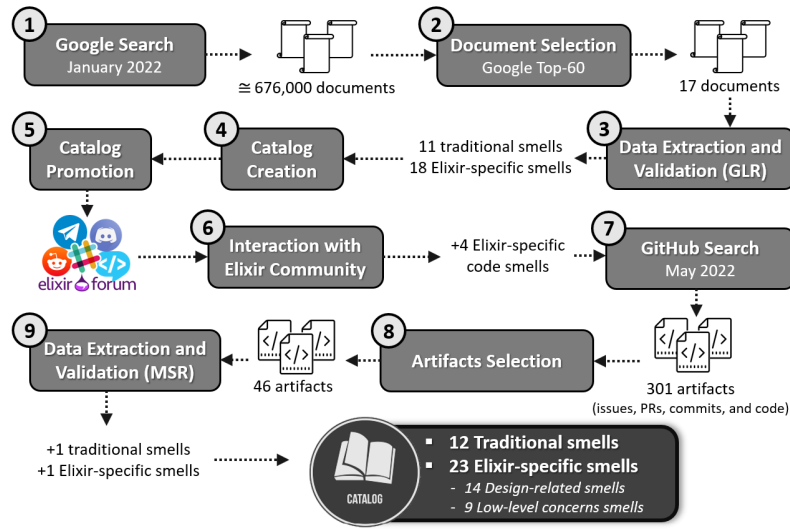 1
Google Search
January 2022
≅ 676,000 documents
2
Document Selection
Google Top-60
17 documents
3
Data Extraction and
Validation (GLR)
11 traditional smells
18 Elixir-specific smells
4
Catalog
Creation
5
Catalog
Promotion
elixir forum
6
Interaction with
Elixir Community
+4 Elixir-specific
code smells
7
GitHub Search
May 2022
301 artifacts
(issues, PRs, commits, and code)
8
Artifacts Selection
46 artifacts
9
Data Extraction and
Validation (MSR)
+1 traditional smells
+1 Elixir-specific smells
CATALOG
▪ 12 Traditional smells
▪ 23 Elixir-specific smells
- 14 Design-related smells
- 9 Low-level concerns smells